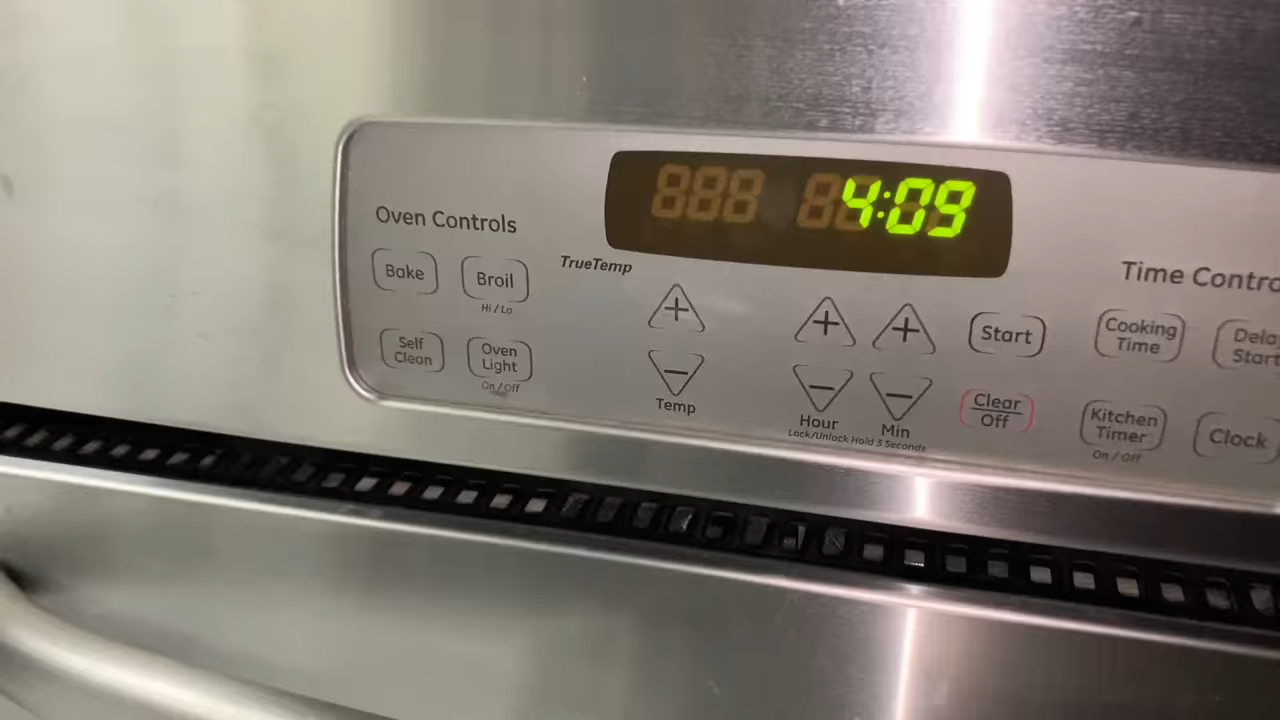 4:09
Oven Controls
TrueTemp
Time Contro
Bake
Broil
Hi/Lo
Start
Cooking
Time
Dela
Start
Self
Clean
Oven
Light
On/Off
Temp
Hour
Min
Lock/Unlock Hold 3 Seconds
Clear
Off
Kitchen
Timer
On/Off
Clock